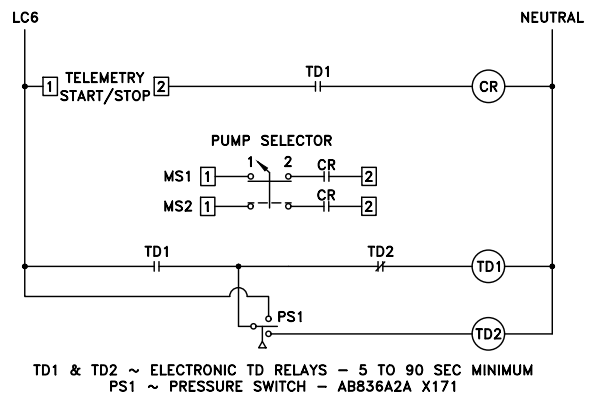 LC6 NEUTRAL
1 TELEMETRY START/STOP 2 TD1 CR
PUMP SELECTOR
1 2
MS1 1 CR 2
MS2 1 CR 2
TD1 TD2 TD1
PS1
TD2
TD1 & TD2 ~ ELECTRONIC TD RELAYS – 5 TO 90 SEC MINIMUM
PS1 ~ PRESSURE SWITCH – AB836A2A X171